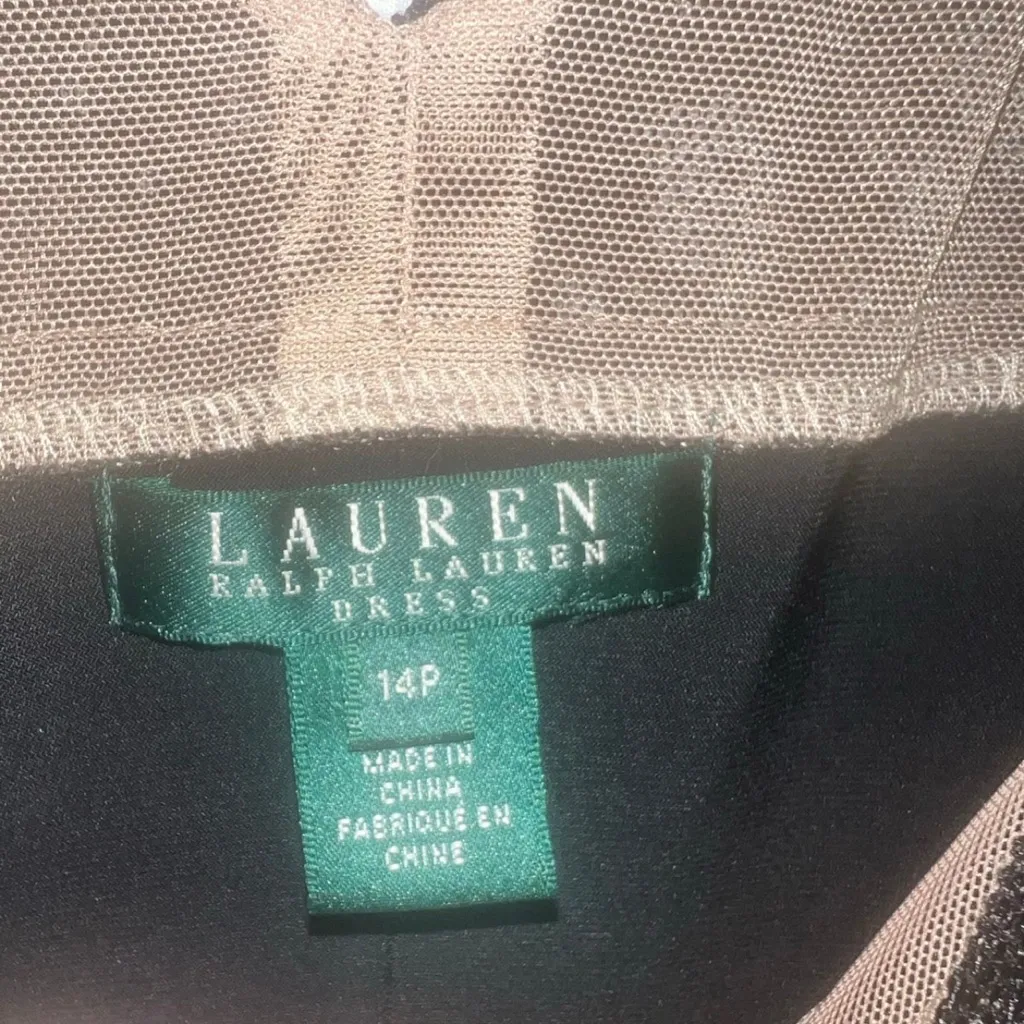 LAUREN
RALPH LAUREN
DRESS
14P
MADE IN
CHINA
FABRIQUÉ EN
CHINE